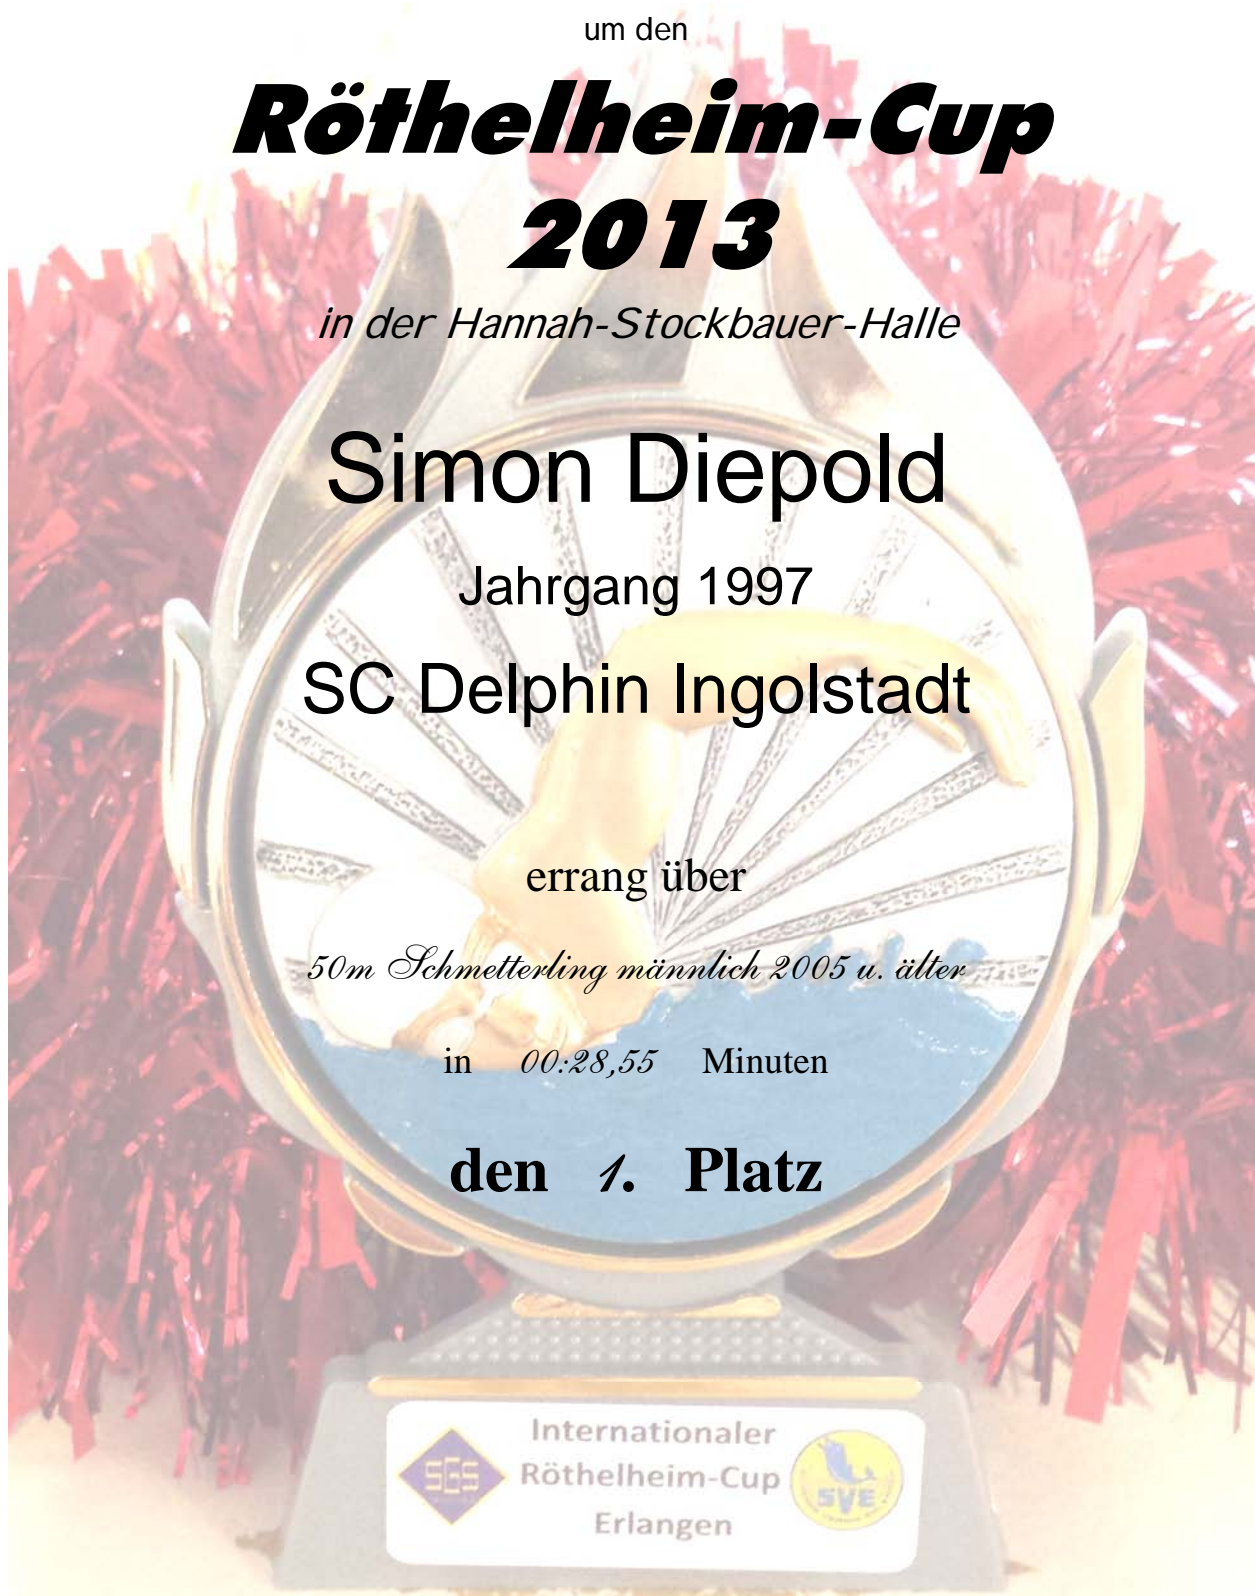 um den
Röthelheim-Cup
2013
in der Hannah-Stockbauer-Halle
Simon Diepold
Jahrgang 1997
SC Delphin Ingolstadt
errang über
50m Schmetterling männlich 2005 u. älter
in 00:28,55 Minuten
den 1. Platz
Internationaler
SGS Röthelheim-Cup
SVE
Erlangen